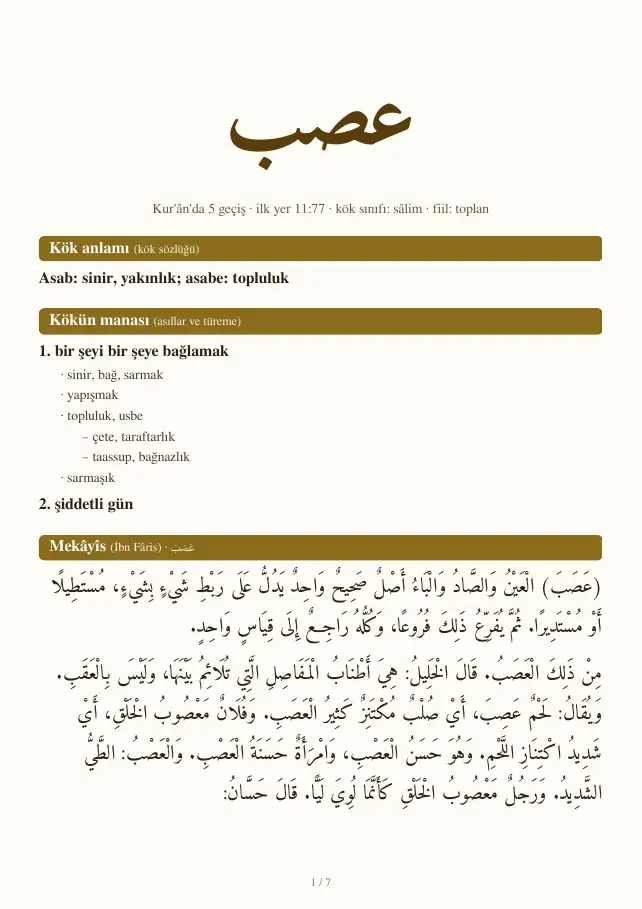 عصب
Kur'ân'da 5 geçiş · ilk yer 11:77 · kök sınıfı: sâlim · fiil: toplan
Kök anlamı (kök sözlüğü)
Asab: sinir, yakınlık; asabe: topluluk
Kökün manası (asıllar ve türeme)
1. bir şeyi bir şeye bağlamak
· sinir, bağ, sarmak
· yapışmak
· topluluk, usbe
– çete, taraftarlık
– taassup, bağnazlık
· sarmaşık
2. şiddetli gün
Mekâyîs (İbn Fâris) · عَصَبَ
(عَصَبَ) الْعَيْنُ وَالصَّادُ وَالْبَاءُ أَصْلٌ صَحِيحٌ وَاحِدٌ يَدُلُّ عَلَى رَبْطِ شَيْءٍ بِشَيْءٍ، مُسْتَطِيلًا
أَوْ مُسْتَدِيرًا. ثُمَّ يُفَرَّعُ ذَلِكَ فُرُوعًا، وَكُلُّهُ رَاجِعٌ إِلَى قِيَاسٍ وَاحِدٍ.
مِنْ ذَلِكَ الْعَصَبُ. قَالَ الْخَلِيلُ: هِيَ أَطْنَابُ الْمَفَاصِلِ الَّتِي تُلَائِمُ بَيْنَهَا، وَلَيْسَ بِالْعَقَبِ.
وَيُقَالُ: لَحْمٌ عَصِبٌ، أَيْ صُلْبٌ مُكْتَنِزٌ كَثِيرُ الْعَصَبِ. وَفُلَانٌ مَعْصُوبُ الْخَلْقِ، أَيْ
شَدِيدُ اكْتِنَازِ اللَّحْمِ. وَهُوَ حَسَنُ الْعَصْبِ، وَامْرَأَةٌ حَسَنَةُ الْعَصْبِ. وَالْعَصْبُ: الطَّيُّ
الشَّدِيدُ. وَرَجُلٌ مَعْصُوبُ الْخَلْقِ كَأَنَّمَا لُوِيَ لَيًّا. قَالَ حَسَّانُ:
1 / 7